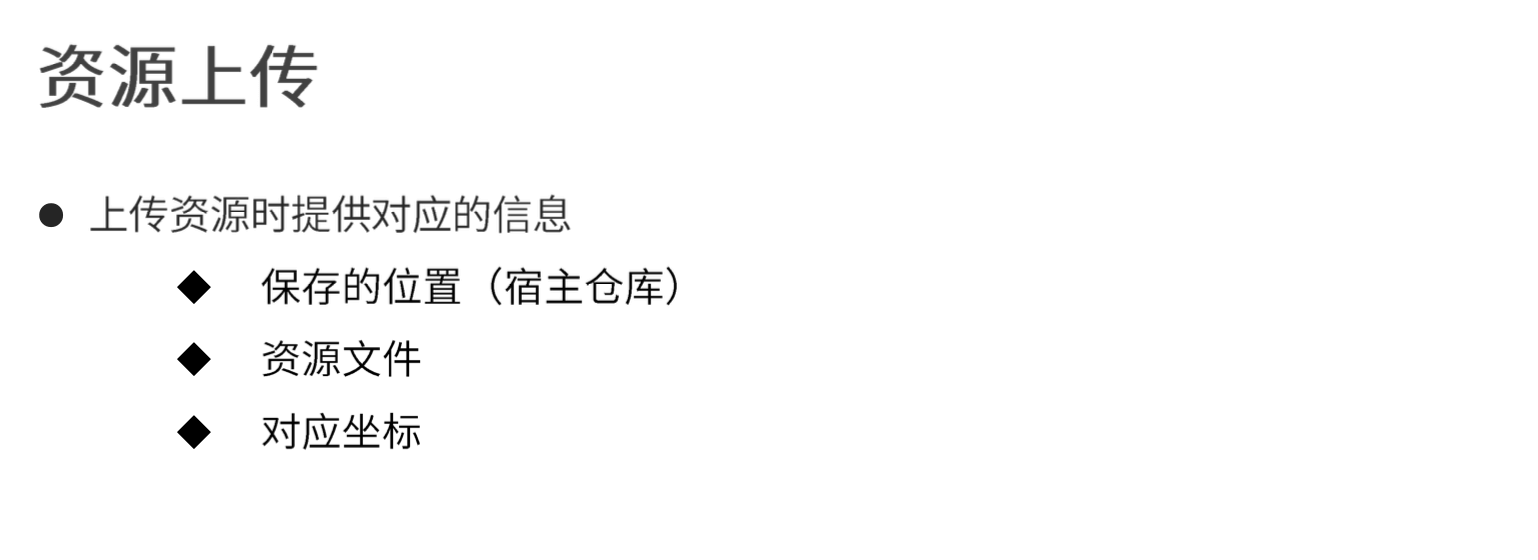 资源上传
● 上传资源时提供对应的信息
◆ 保存的位置（宿主仓库）
◆ 资源文件
◆ 对应坐标